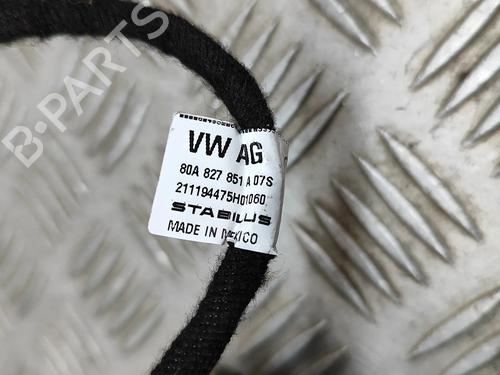 B-PARTS
VW AG
80A 827 851 A 07S
211194475H01060
STABILUS
MADE IN MEXICO